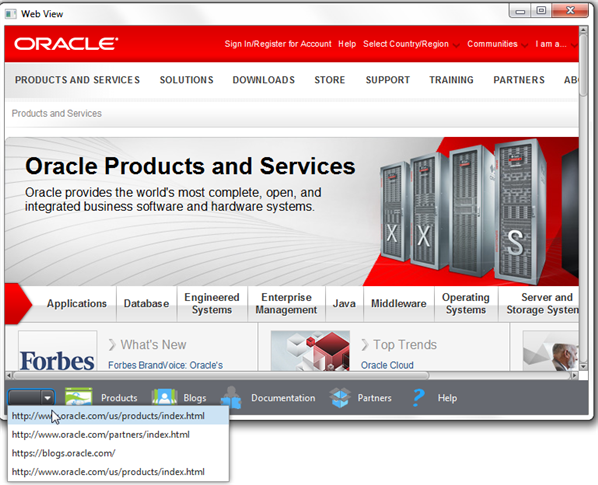 Web View
ORACLE
Sign In/Register for Account Help Select Country/Region Communities I am a...
PRODUCTS AND SERVICES SOLUTIONS DOWNLOADS STORE SUPPORT TRAINING PARTNERS
Products and Services
Oracle Products and Services
Oracle provides the world's most complete, open, and
integrated business software and hardware systems.
X X S
Applications Database Engineered Systems Enterprise Management Java Middleware Operating Systems Server and Storage System
What's New Top Trends
Forbes Forbes BrandVoice: Oracle's Oracle Cloud
Products Blogs Documentation Partners Help
http://www.oracle.com/us/products/index.html
http://www.oracle.com/partners/index.html
https://blogs.oracle.com/
http://www.oracle.com/us/products/index.html